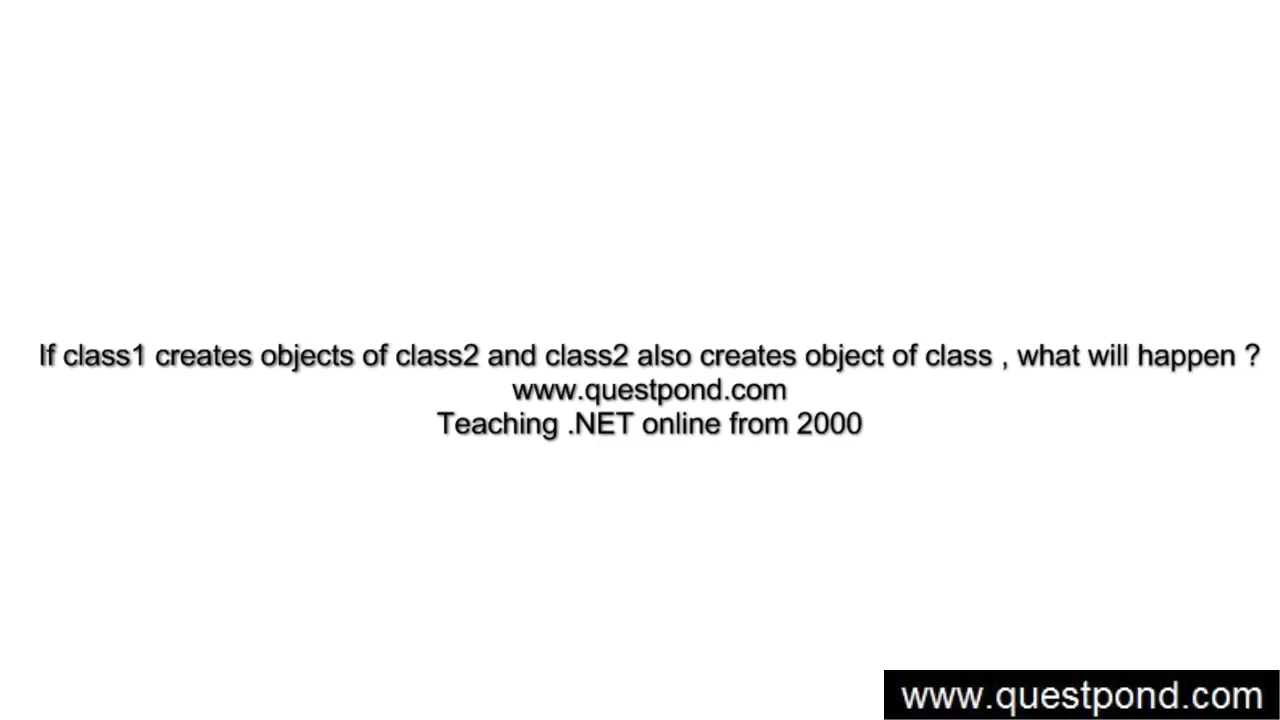 If class1 creates objects of class2 and class2 also creates object of class , what will happen ?
www.questpond.com
Teaching .NET online from 2000
www.questpond.com